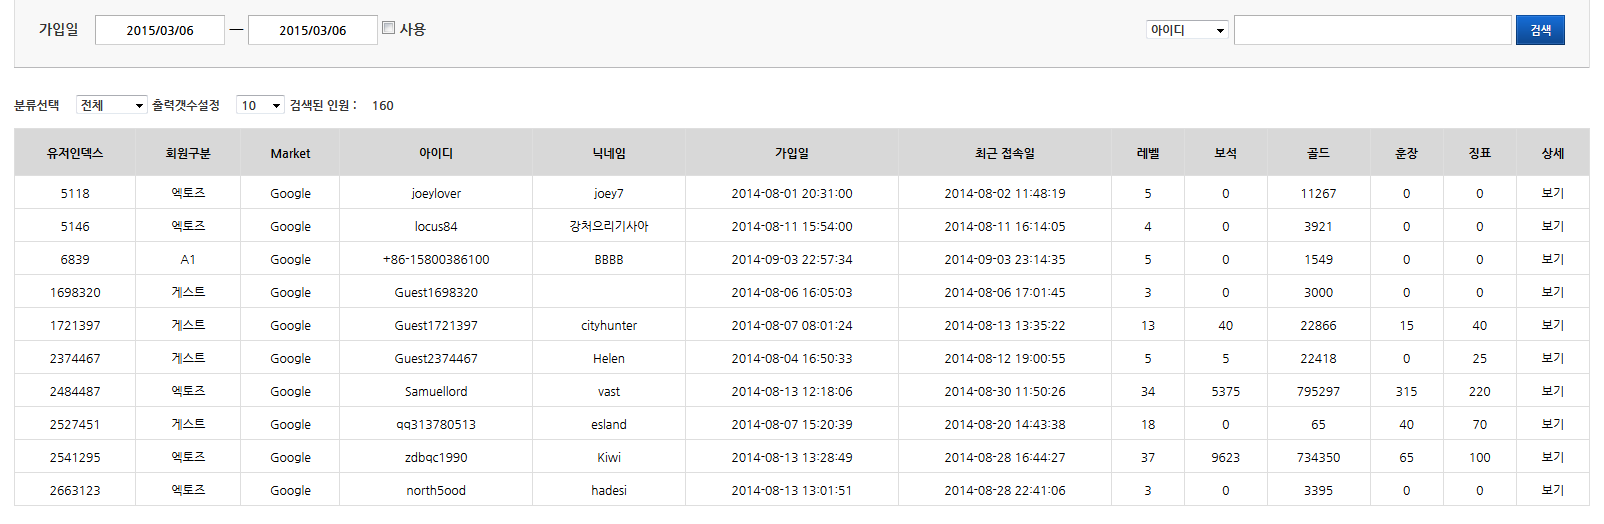 가입일 2015/03/06 — 2015/03/06 사용 아이디 검색
분류선택 전체 출력갯수설정 10 검색된 인원 : 160
유저인덱스 회원구분 Market 아이디 닉네임 가입일 최근 접속일 레벨 보석 골드 훈장 징표 상세
5118 엑토즈 Google joeylover joey7 2014-08-01 20:31:00 2014-08-02 11:48:19 5 0 11267 0 0 보기
5146 엑토즈 Google locus84 강처으리기사아 2014-08-11 15:54:00 2014-08-11 16:14:05 4 0 3921 0 0 보기
6839 A1 Google +86-15800386100 BBBB 2014-09-03 22:57:34 2014-09-03 23:14:35 5 0 1549 0 0 보기
1698320 게스트 Google Guest1698320 2014-08-06 16:05:03 2014-08-06 17:01:45 3 0 3000 0 0 보기
1721397 게스트 Google Guest1721397 cityhunter 2014-08-07 08:01:24 2014-08-13 13:35:22 13 40 22866 15 40 보기
2374467 게스트 Google Guest2374467 Helen 2014-08-04 16:50:33 2014-08-12 19:00:55 5 5 22418 0 25 보기
2484487 엑토즈 Google Samuellord vast 2014-08-13 12:18:06 2014-08-30 11:50:26 34 5375 795297 315 220 보기
2527451 게스트 Google qq313780513 esland 2014-08-07 15:20:39 2014-08-20 14:43:38 18 0 65 40 70 보기
2541295 엑토즈 Google zdbqc1990 Kiwi 2014-08-13 13:28:49 2014-08-28 16:44:27 37 9623 734350 65 100 보기
2663123 엑토즈 Google north5ood hadesi 2014-08-13 13:01:51 2014-08-28 22:41:06 3 0 3395 0 0 보기